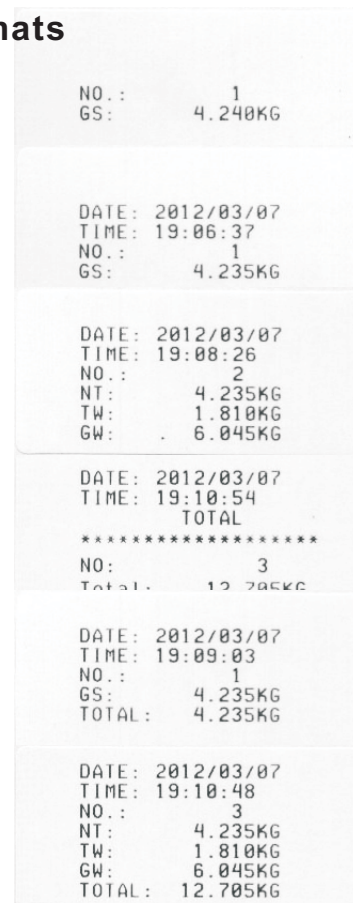 mats
NO.: 1
GS: 4.240KG
DATE: 2012/03/07
TIME: 19:06:37
NO.: 1
GS: 4.235KG
DATE: 2012/03/07
TIME: 19:08:26
NO.: 2
NT: 4.235KG
TW: 1.810KG
GW: . 6.045KG
DATE: 2012/03/07
TIME: 19:10:54
TOTAL
*******************
NO: 3
Total: 12.705KG
DATE: 2012/03/07
TIME: 19:09:03
NO.: 1
GS: 4.235KG
TOTAL: 4.235KG
DATE: 2012/03/07
TIME: 19:10:48
NO.: 3
NT: 4.235KG
TW: 1.810KG
GW: 6.045KG
TOTAL: 12.705KG